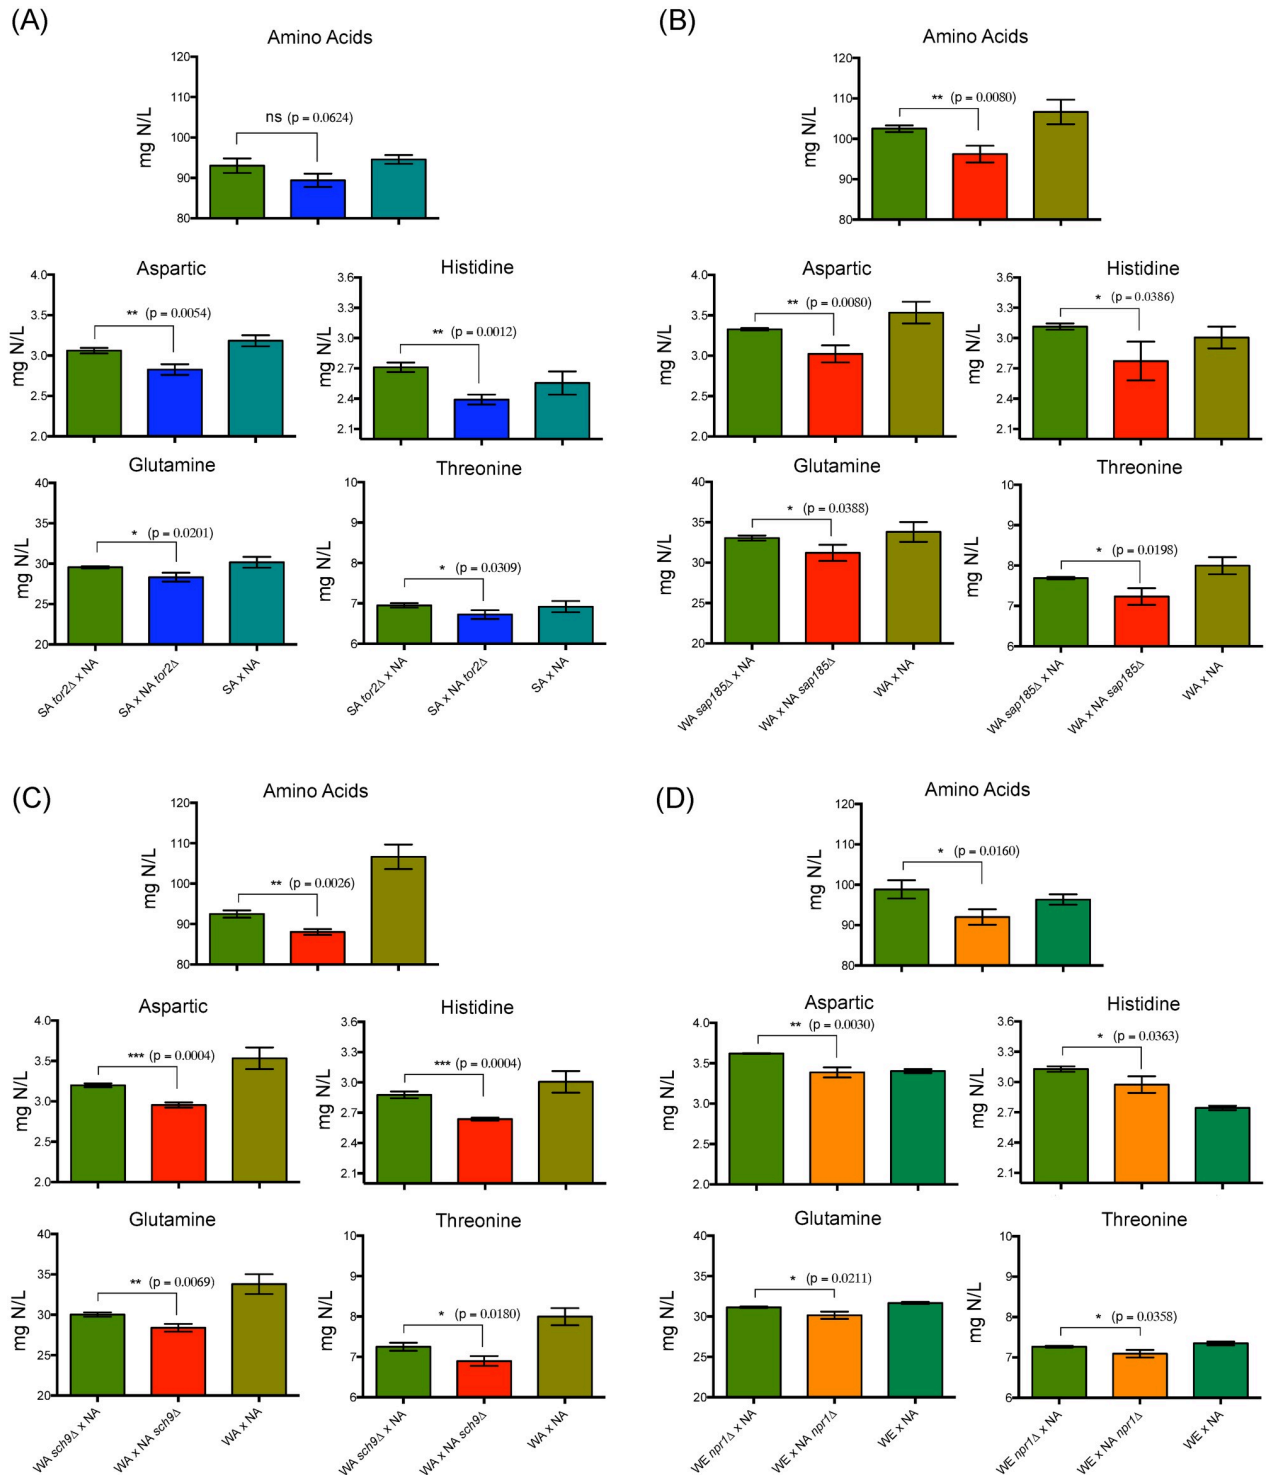 (A)
Amino Acids
mg N/L
120
110
100
90
80
ns (p = 0.0624)
Aspartic
mg N/L
4.0
3.5
3.0
2.5
2.0
** (p = 0.0054)
Histidine
mg N/L
3.6
3.3
3.0
2.7
2.4
2.1
** (p = 0.0012)
Glutamine
mg N/L
40
35
30
25
20
* (p = 0.0201)
Threonine
mg N/L
10
9
8
7
6
* (p = 0.0309)
SA tor2Δ x NA
SA x NA tor2Δ
SA x NA
SA tor2Δ x NA
SA x NA tor2Δ
SA x NA
(B)
Amino Acids
mg N/L
120
110
100
90
80
** (p = 0.0080)
Aspartic
mg N/L
4.0
3.5
3.0
2.5
2.0
** (p = 0.0080)
Histidine
mg N/L
3.6
3.3
3.0
2.7
2.4
2.1
* (p = 0.0386)
Glutamine
mg N/L
40
35
30
25
20
* (p = 0.0388)
Threonine
mg N/L
10
9
8
7
6
* (p = 0.0198)
WA sap185Δ x NA
WA x NA sap185Δ
WA x NA
WA sap185Δ x NA
WA x NA sap185Δ
WA x NA
(C)
Amino Acids
mg N/L
120
110
100
90
80
** (p = 0.0026)
Aspartic
mg N/L
4.0
3.5
3.0
2.5
2.0
*** (p = 0.0004)
Histidine
mg N/L
3.6
3.3
3.0
2.7
2.4
2.1
*** (p = 0.0004)
Glutamine
mg N/L
40
35
30
25
20
** (p = 0.0069)
Threonine
mg N/L
10
9
8
7
6
* (p = 0.0180)
WA sch9Δ x NA
WA x NA sch9Δ
WA x NA
WA sch9Δ x NA
WA x NA sch9Δ
WA x NA
(D)
Amino Acids
mg N/L
120
110
100
90
80
* (p = 0.0160)
Aspartic
mg N/L
4.0
3.5
3.0
2.5
2.0
** (p = 0.0030)
Histidine
mg N/L
3.6
3.3
3.0
2.7
2.4
2.1
* (p = 0.0363)
Glutamine
mg N/L
40
35
30
25
20
* (p = 0.0211)
Threonine
mg N/L
10
9
8
7
6
* (p = 0.0358)
WE npr1Δ x NA
WE x NA npr1Δ
WE x NA
WE npr1Δ x NA
WE x NA npr1Δ
WE x NA